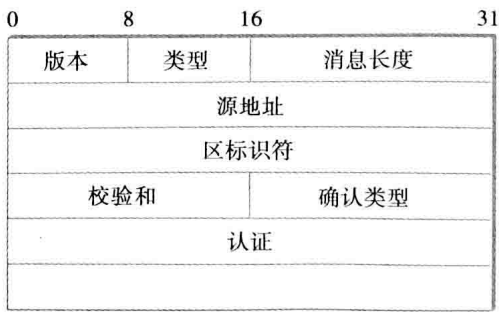 0 8 16 31
版本 类型 消息长度
源地址
区标识符
校验和 确认类型
认证